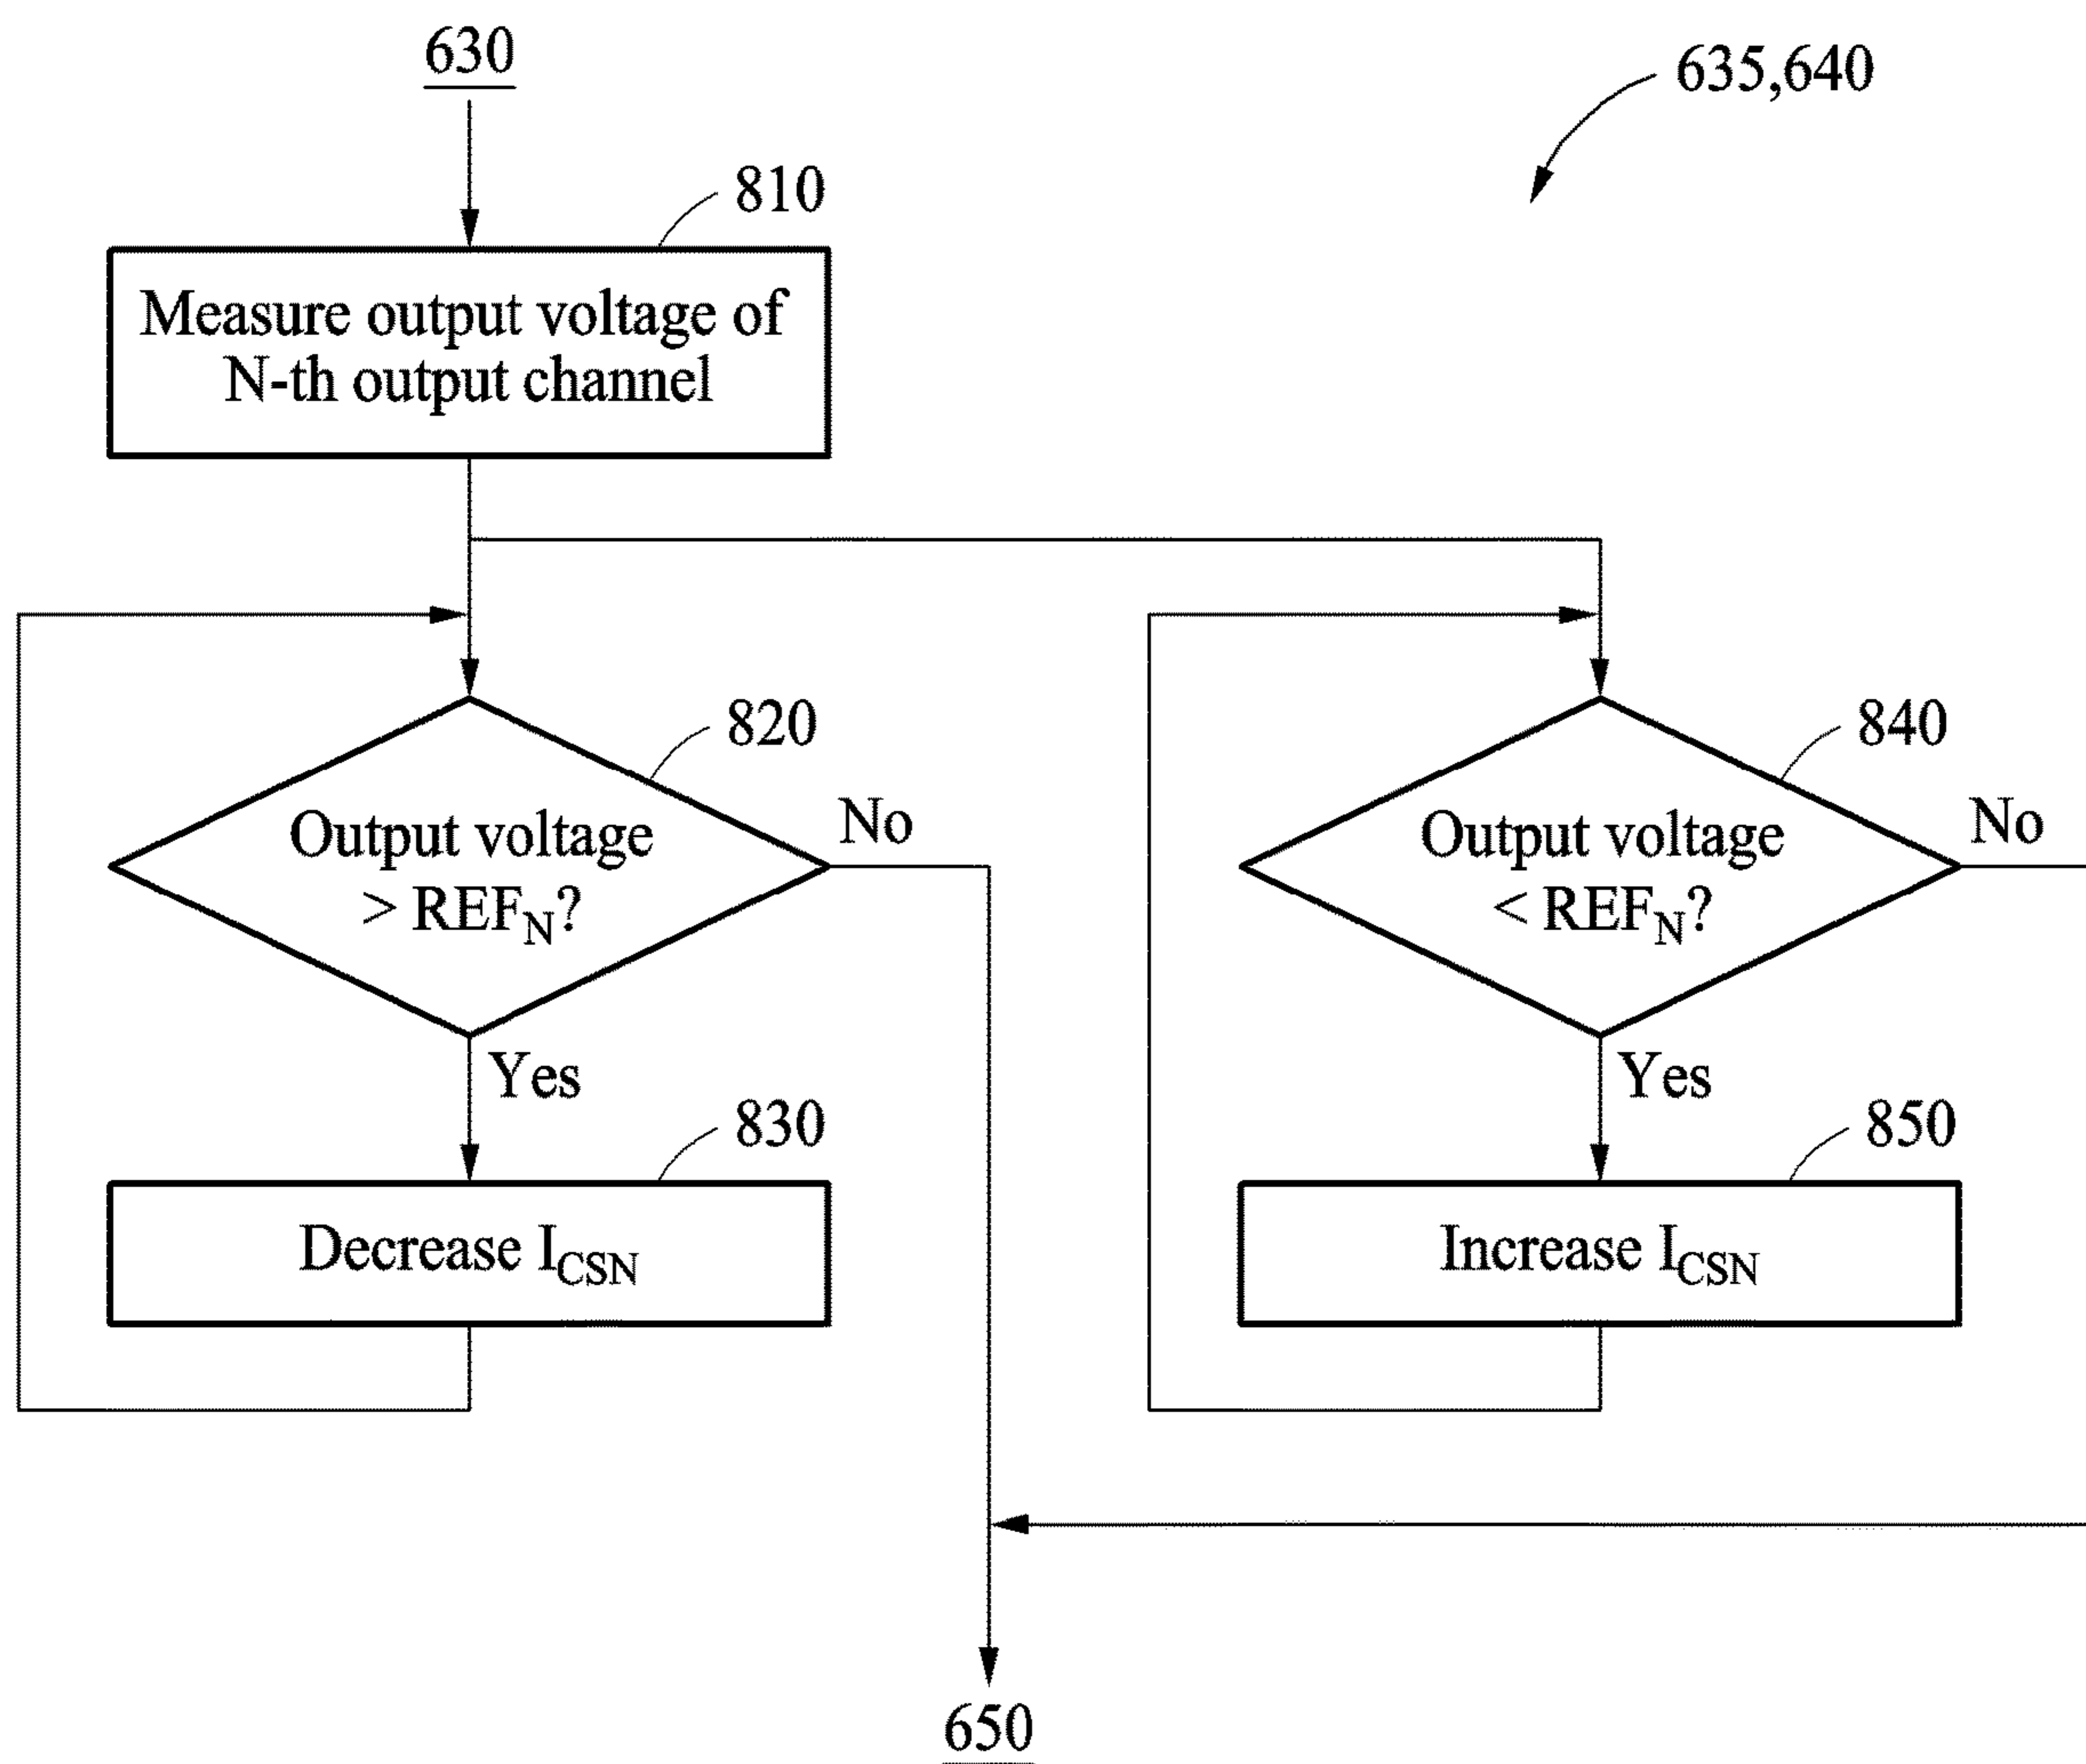 630
635,640
810
Measure output voltage of
N-th output channel
820
840
No
No
Output voltage
> REF_N?
Output voltage
< REF_N?
Yes
Yes
830
850
Decrease I_CSN
Increase I_CSN
650